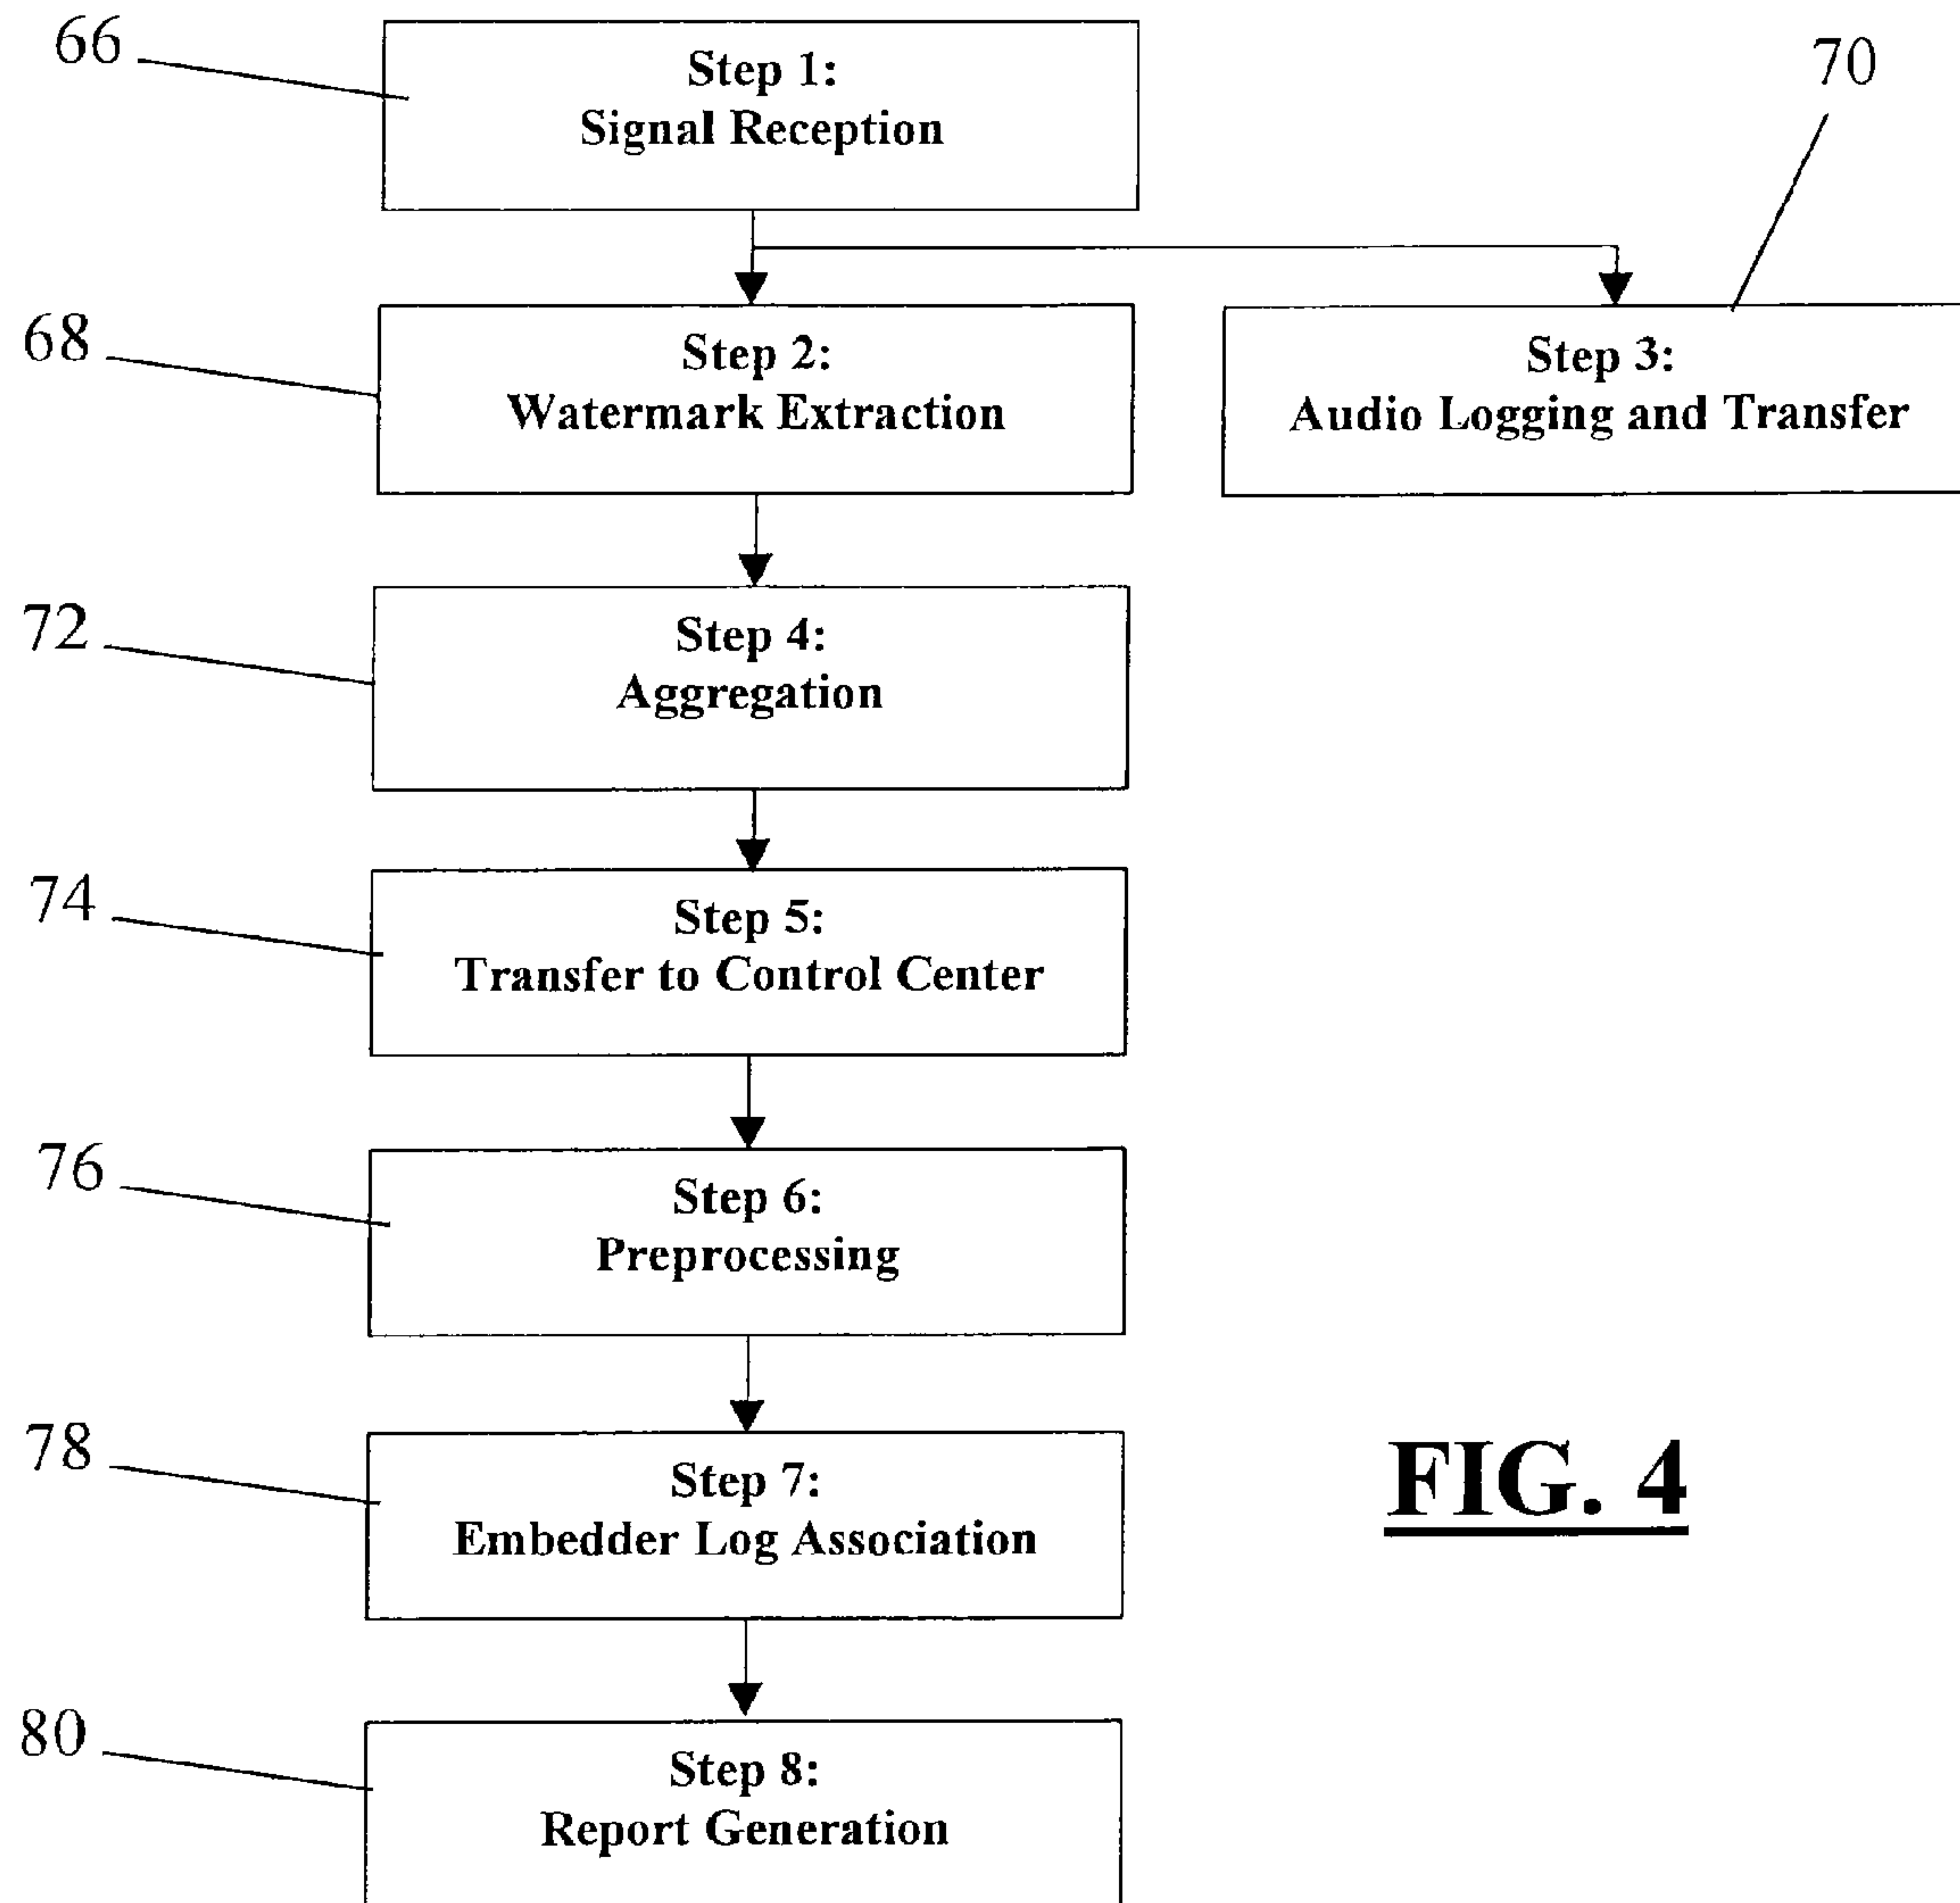 66
Step 1:
Signal Reception
70
68
Step 2:
Watermark Extraction
Step 3:
Audio Logging and Transfer
72
Step 4:
Aggregation
74
Step 5:
Transfer to Control Center
76
Step 6:
Preprocessing
78
Step 7:
Embedder Log Association
FIG. 4
80
Step 8:
Report Generation